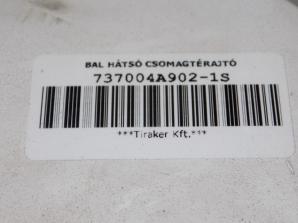 BAL HÁTSÓ CSOMAGTÉRAJTÓ
737004A902-1S
***Tiraker Kft.***